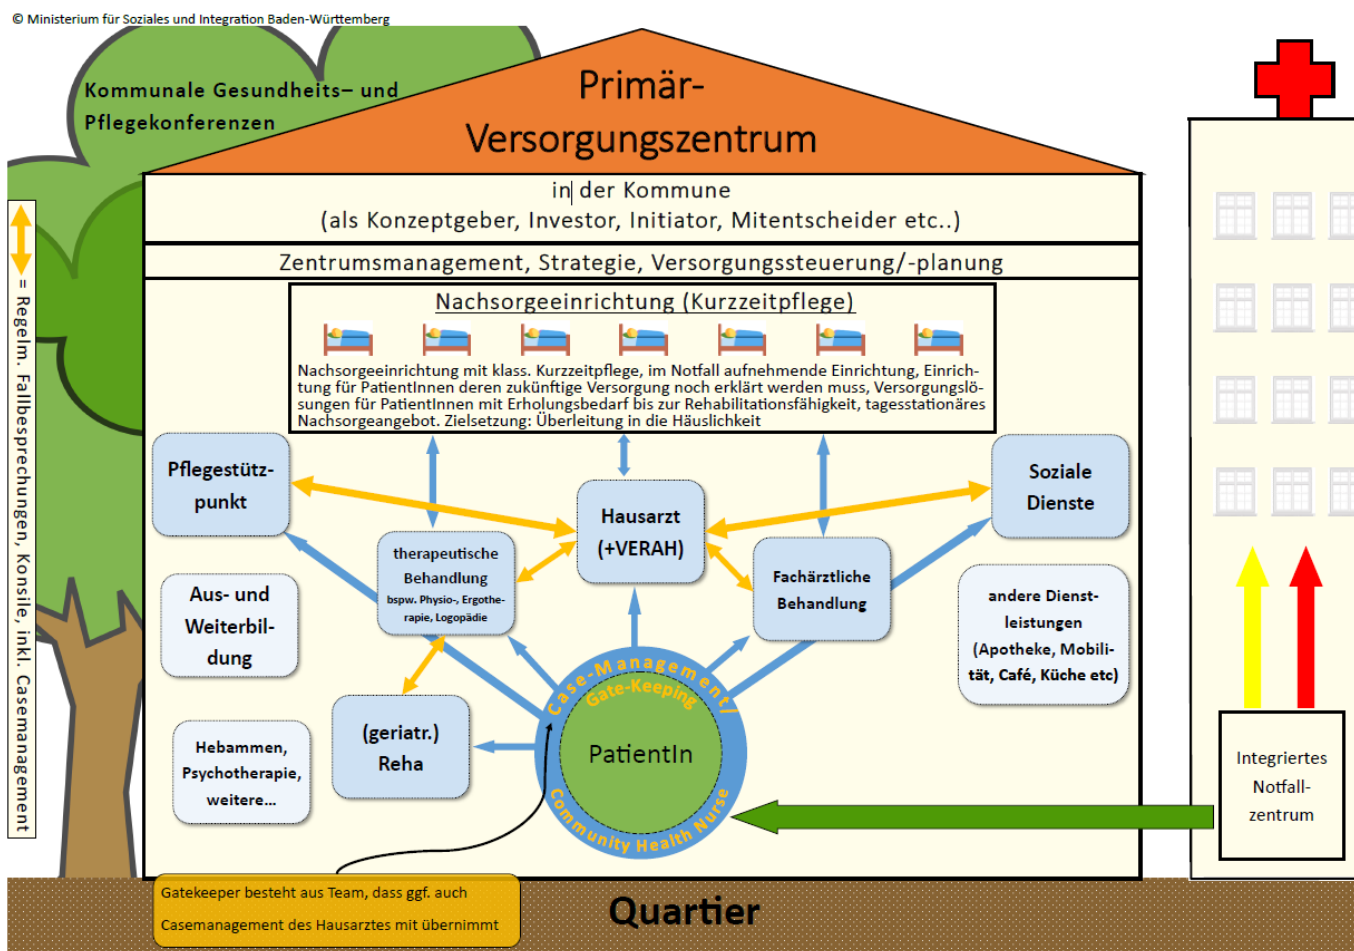 © Ministerium für Soziales und Integration Baden-Württemberg
Kommunale Gesundheits– und
Pflegekonferenzen
Primär-
Versorgungszentrum
in der Kommune
(als Konzeptgeber, Investor, Initiator, Mitentscheider etc..)
Zentrumsmanagement, Strategie, Versorgungssteuerung/-planung
= Regelm. Fallbesprechungen, Konsile, inkl. Casemanagement
Nachsorgeeinrichtung (Kurzzeitpflege)
Nachsorgeeinrichtung mit klass. Kurzzeitpflege, im Notfall aufnehmende Einrichtung, Einrich-
tung für PatientInnen deren zukünftige Versorgung noch erklärt werden muss, Versorgungslö-
sungen für PatientInnen mit Erholungsbedarf bis zur Rehabilitationsfähigkeit, tagesstationäres
Nachsorgeangebot. Zielsetzung: Überleitung in die Häuslichkeit
Pflegestütz-
punkt
Hausarzt
(+VERAH)
Soziale
Dienste
therapeutische
Behandlung
bspw. Physio-, Ergothe-
rapie, Logopädie
Fachärztliche
Behandlung
Aus- und
Weiterbil-
dung
andere Dienst-
leistungen
(Apotheke, Mobili-
tät, Café, Küche etc)
(geriatr.)
Reha
Hebammen,
Psychotherapie,
weitere...
Case-Management/
Gate-Keeping
PatientIn
Community Health Nurse
Integriertes
Notfall-
zentrum
Gatekeeper besteht aus Team, dass ggf. auch
Casemanagement des Hausarztes mit übernimmt
Quartier